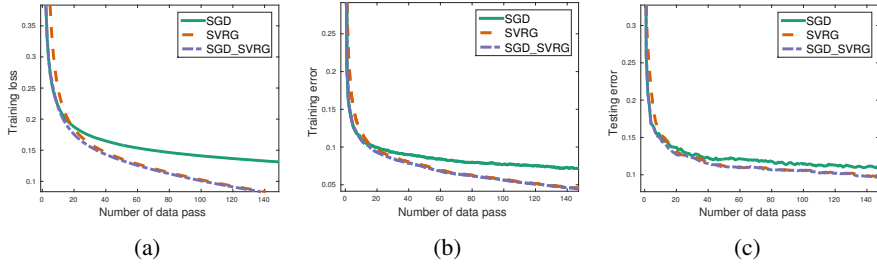 Training loss
0.35
0.3
0.25
0.2
0.15
0.1
0 20 40 60 80 100 120 140
Number of data pass
SGD
SVRG
SGD_SVRG
(a)
Training error
0.25
0.2
0.15
0.1
0.05
0 20 40 60 80 100 120 140
Number of data pass
SGD
SVRG
SGD_SVRG
(b)
Testing error
0.3
0.25
0.2
0.15
0.1
0 20 40 60 80 100 120 140
Number of data pass
SGD
SVRG
SGD_SVRG
(c)